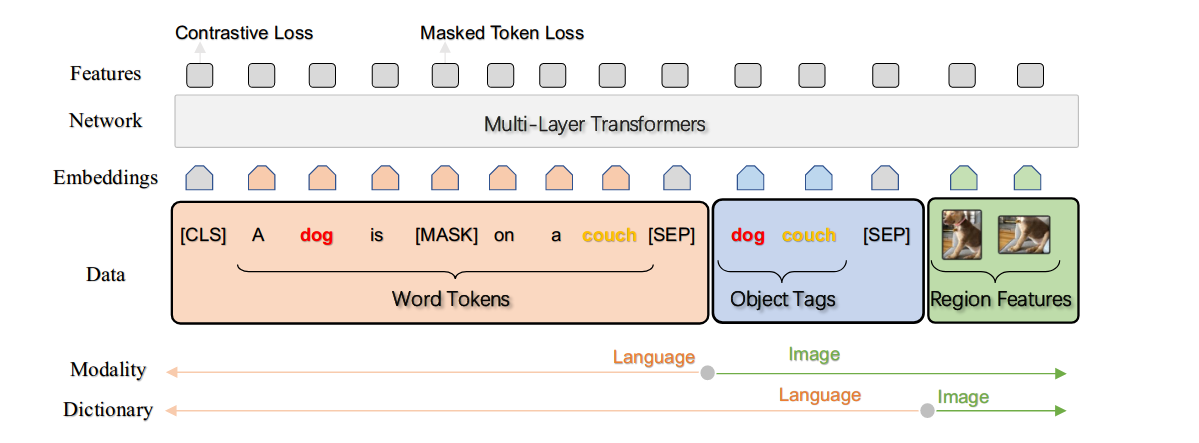 Contrastive Loss Masked Token Loss
Features
Network Multi-Layer Transformers
Embeddings
[CLS] A dog is [MASK] on a couch [SEP] dog couch [SEP]
Data
Word Tokens Object Tags Region Features
Modality Language Image
Dictionary Language Image